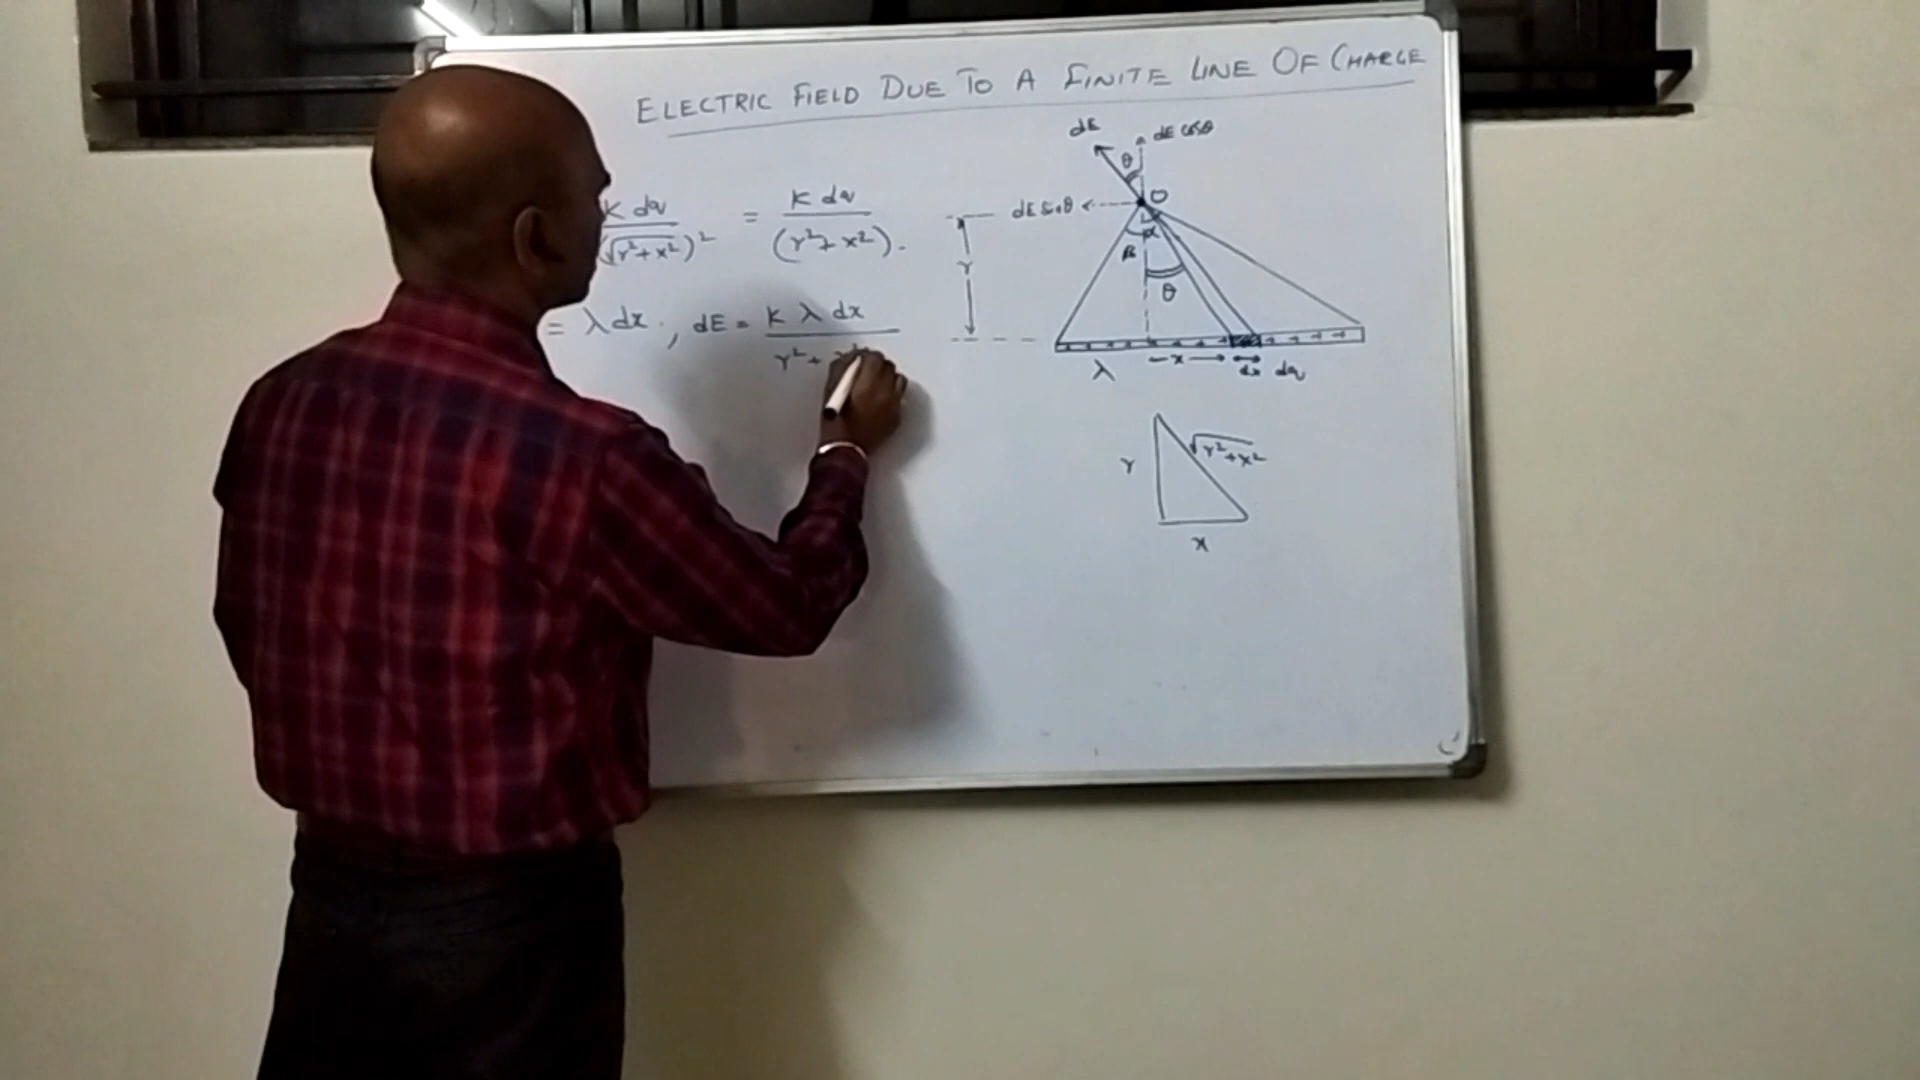 ELECTRIC FIELD DUE TO A FINITE LINE OF CHARGE
K dq / (√r²+x²)² = K dq / (r²+x²).
= λ dx. , dE = K λ dx / r² + x²
dE
dE cosθ
θ
O
dE sinθ
r
α
β
θ
x
dx dq
λ
r
√r²+x²
x